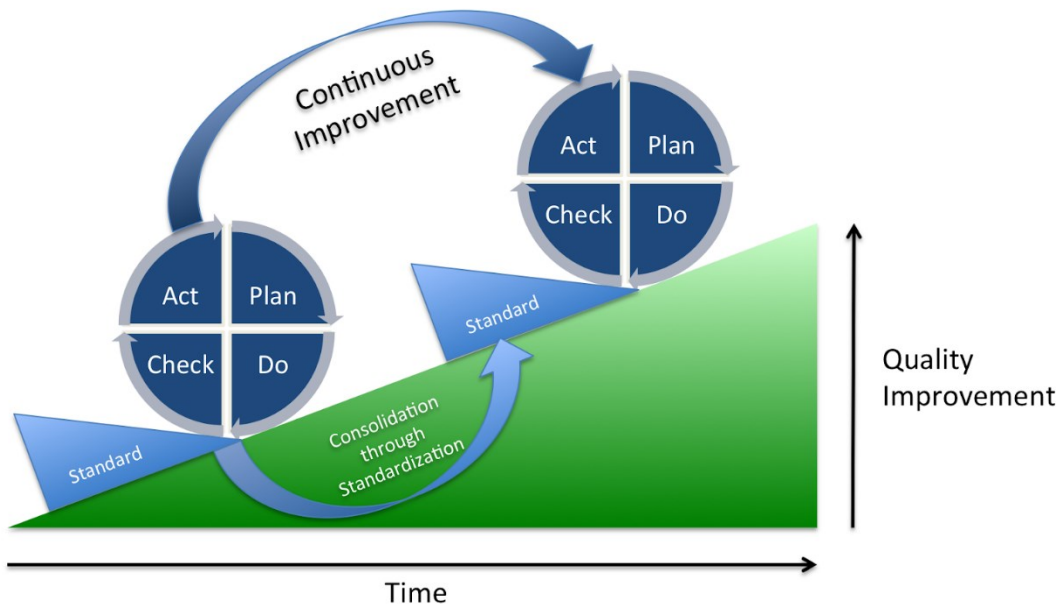 Continuous
Improvement
Act
Plan
Check
Do
Act
Plan
Check
Do
Standard
Standard
Consolidation
through
Standardization
Quality
Improvement
Time